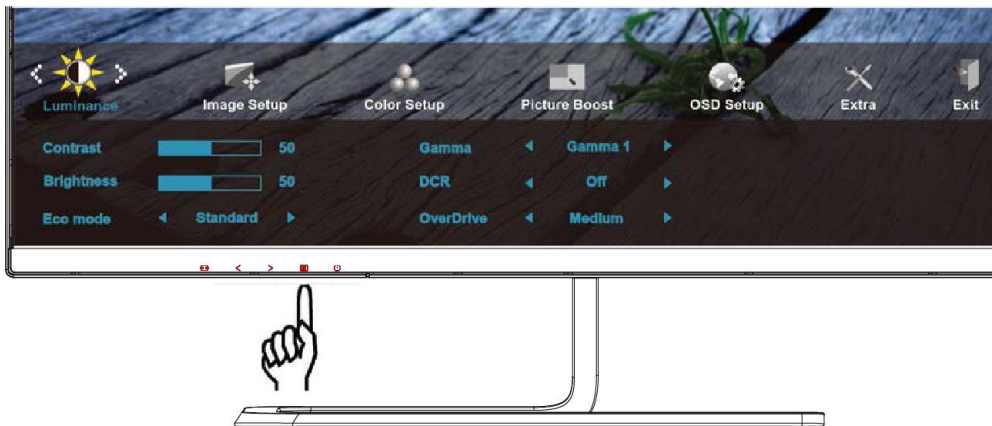 Luminance Image Setup Color Setup Picture Boost OSD Setup Extra Exit
Contrast 50 Gamma Gamma 1
Brightness 50 DCR Off
Eco mode Standard OverDrive Medium